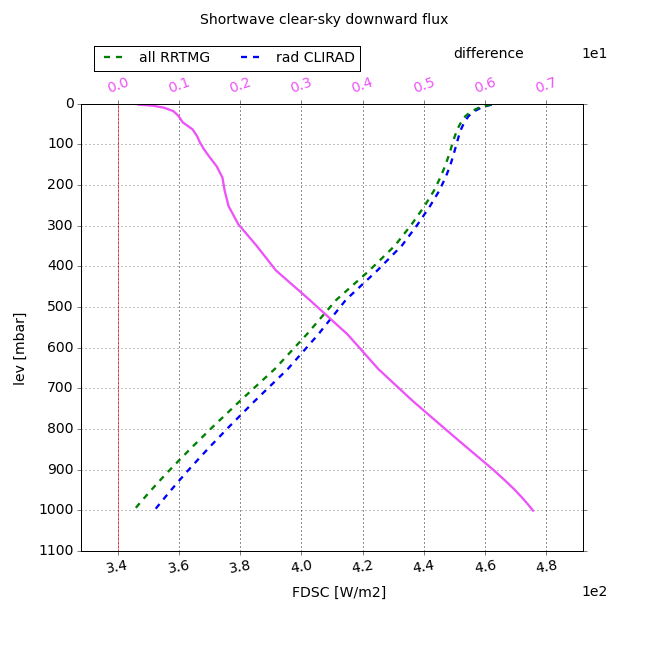 Shortwave clear-sky downward flux
all RRTMG rad CLIRAD difference 1e1
0.0 0.1 0.2 0.3 0.4 0.5 0.6 0.7
0
100
200
300
400
500
600
700
800
900
1000
1100
lev [mbar]
3.4 3.6 3.8 4.0 4.2 4.4 4.6 4.8
FDSC [W/m2] 1e2